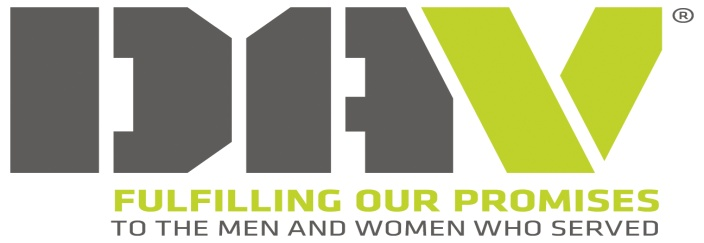 DAV®
FULFILLING OUR PROMISES
TO THE MEN AND WOMEN WHO SERVED